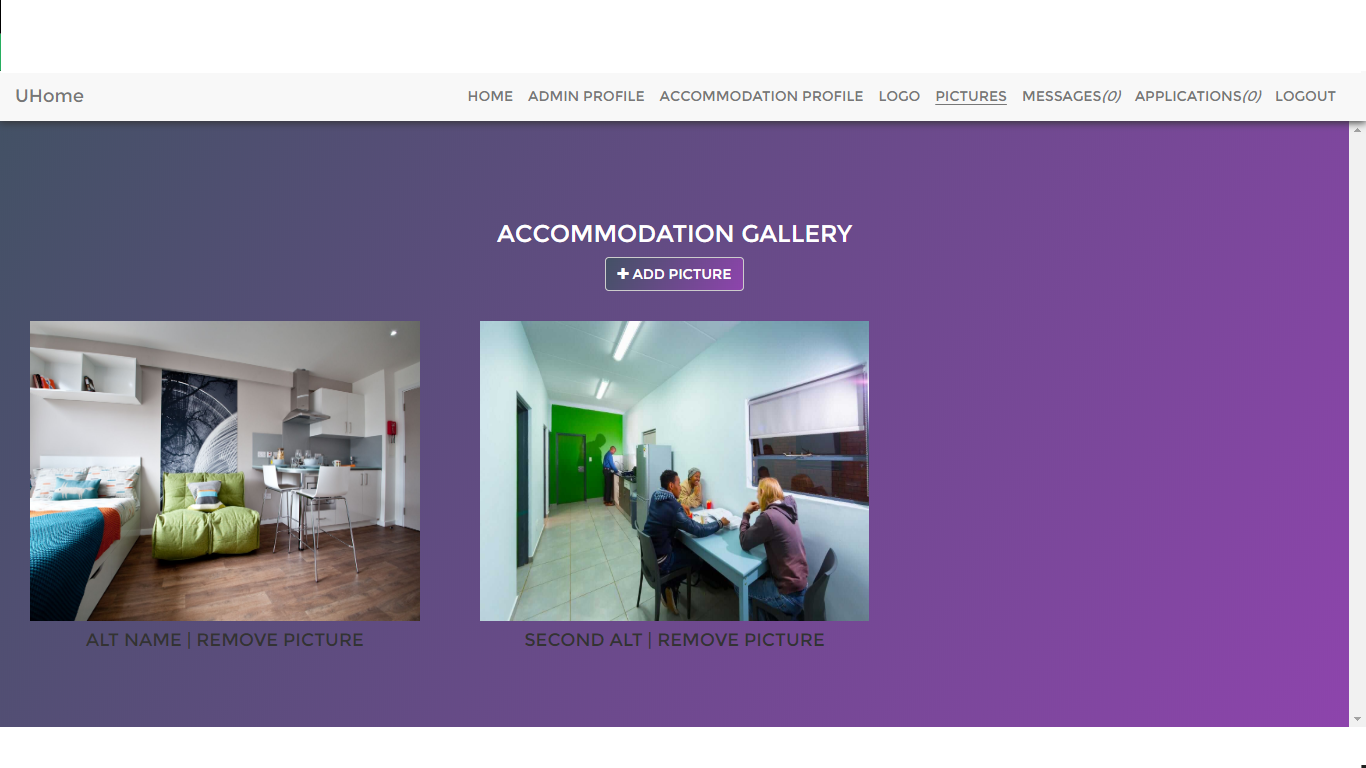 UHome HOME ADMIN PROFILE ACCOMMODATION PROFILE LOGO PICTURES MESSAGES(0) APPLICATIONS(0) LOGOUT
ACCOMMODATION GALLERY
+ ADD PICTURE
ALT NAME | REMOVE PICTURE
SECOND ALT | REMOVE PICTURE